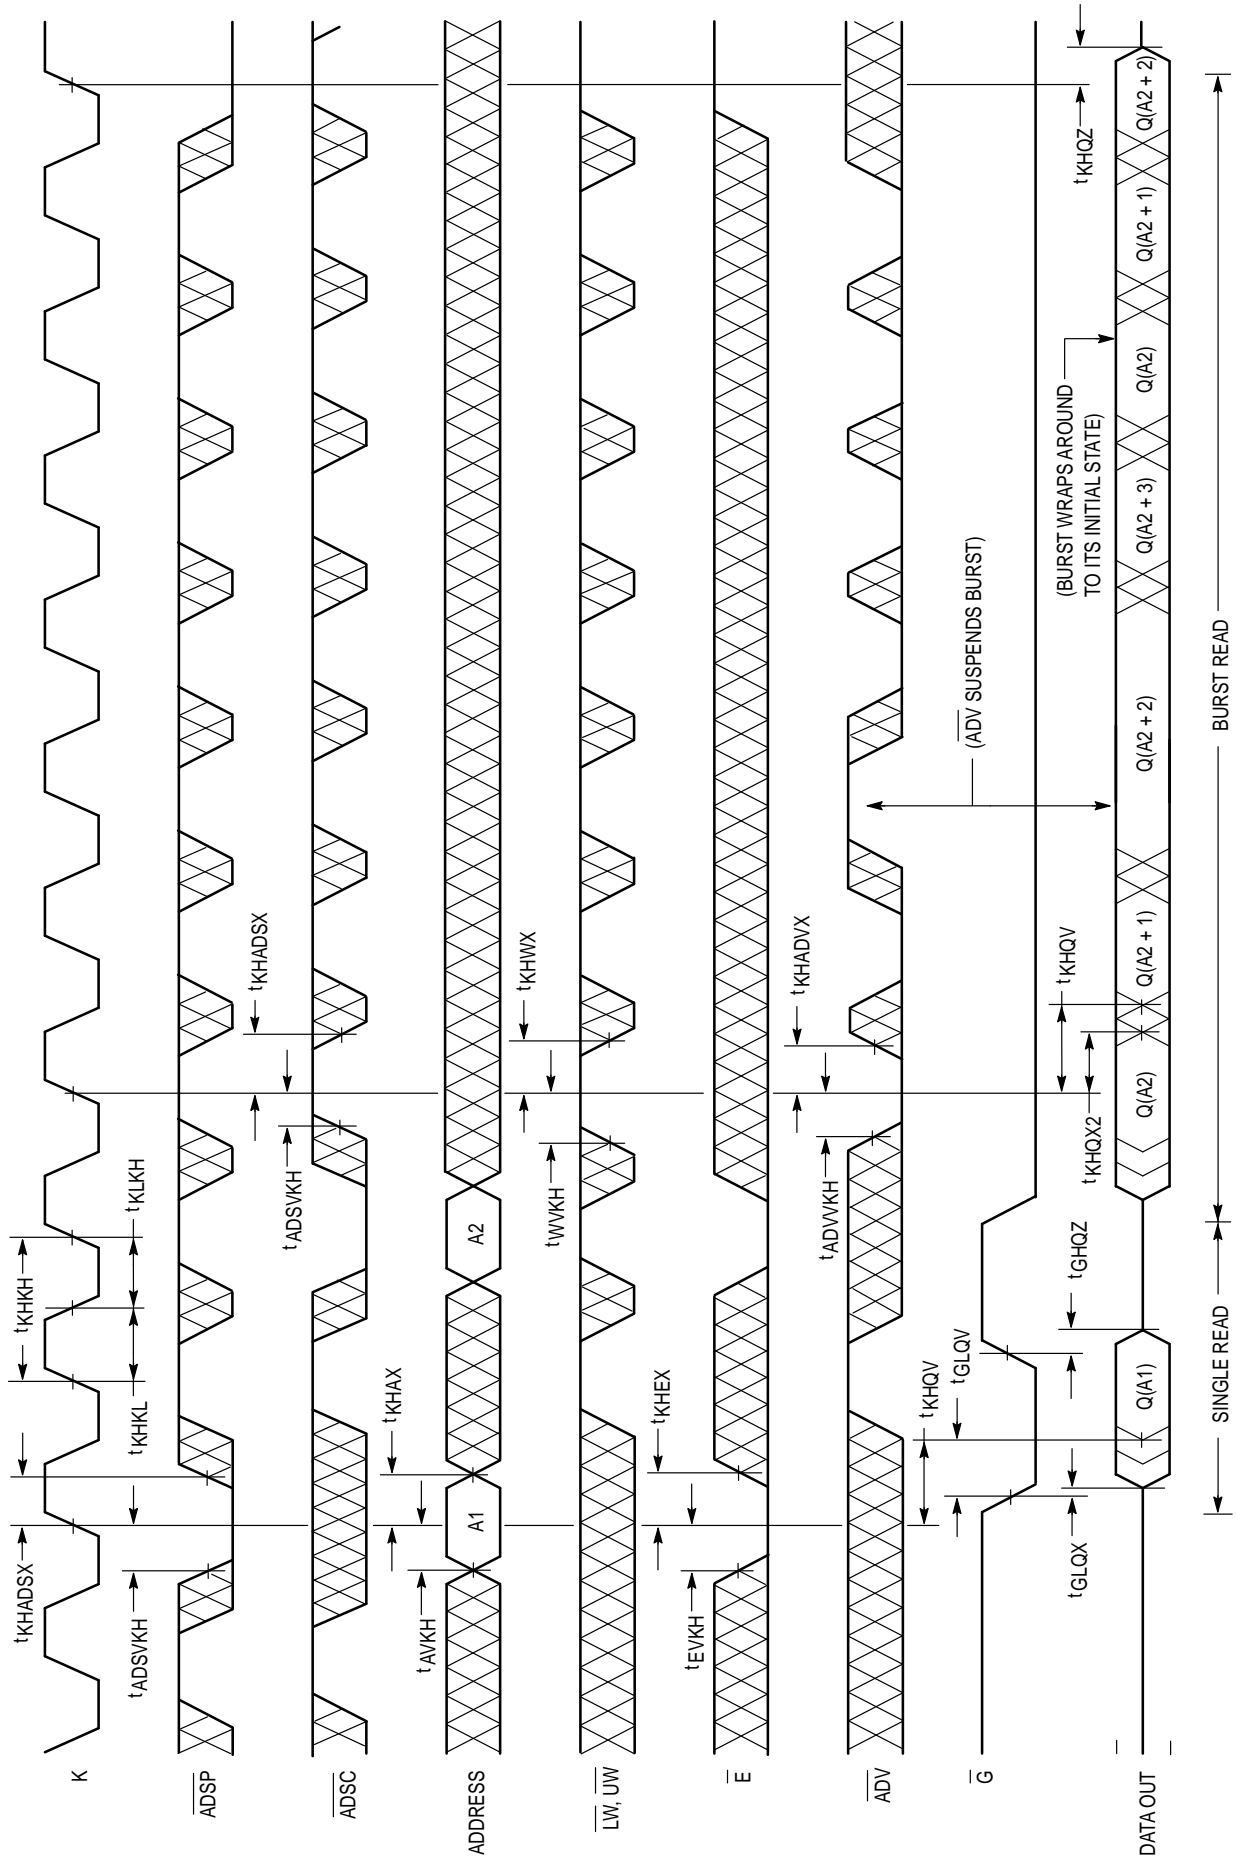 K
tKHADSX
tKHKH
tKHKL
tKLKH
ADSP
tADSVKH
ADSC
tADSVKH
tKHADSX
ADDRESS
A1
A2
tAVKH
tKHAX
LW, UW
tWVKH
tKHWX
E
tEVKH
tKHEX
ADV
tADVVKH
tKHADVX
(ADV SUSPENDS BURST)
G
tKHQV
tGLQV
tGLQX
tGHQZ
tKHQX2
tKHQV
(BURST WRAPS AROUND
TO ITS INITIAL STATE)
tKHQZ
DATA OUT
Q(A1)
Q(A2)
Q(A2 + 1)
Q(A2 + 2)
Q(A2 + 3)
Q(A2)
Q(A2 + 1)
Q(A2 + 2)
SINGLE READ
BURST READ